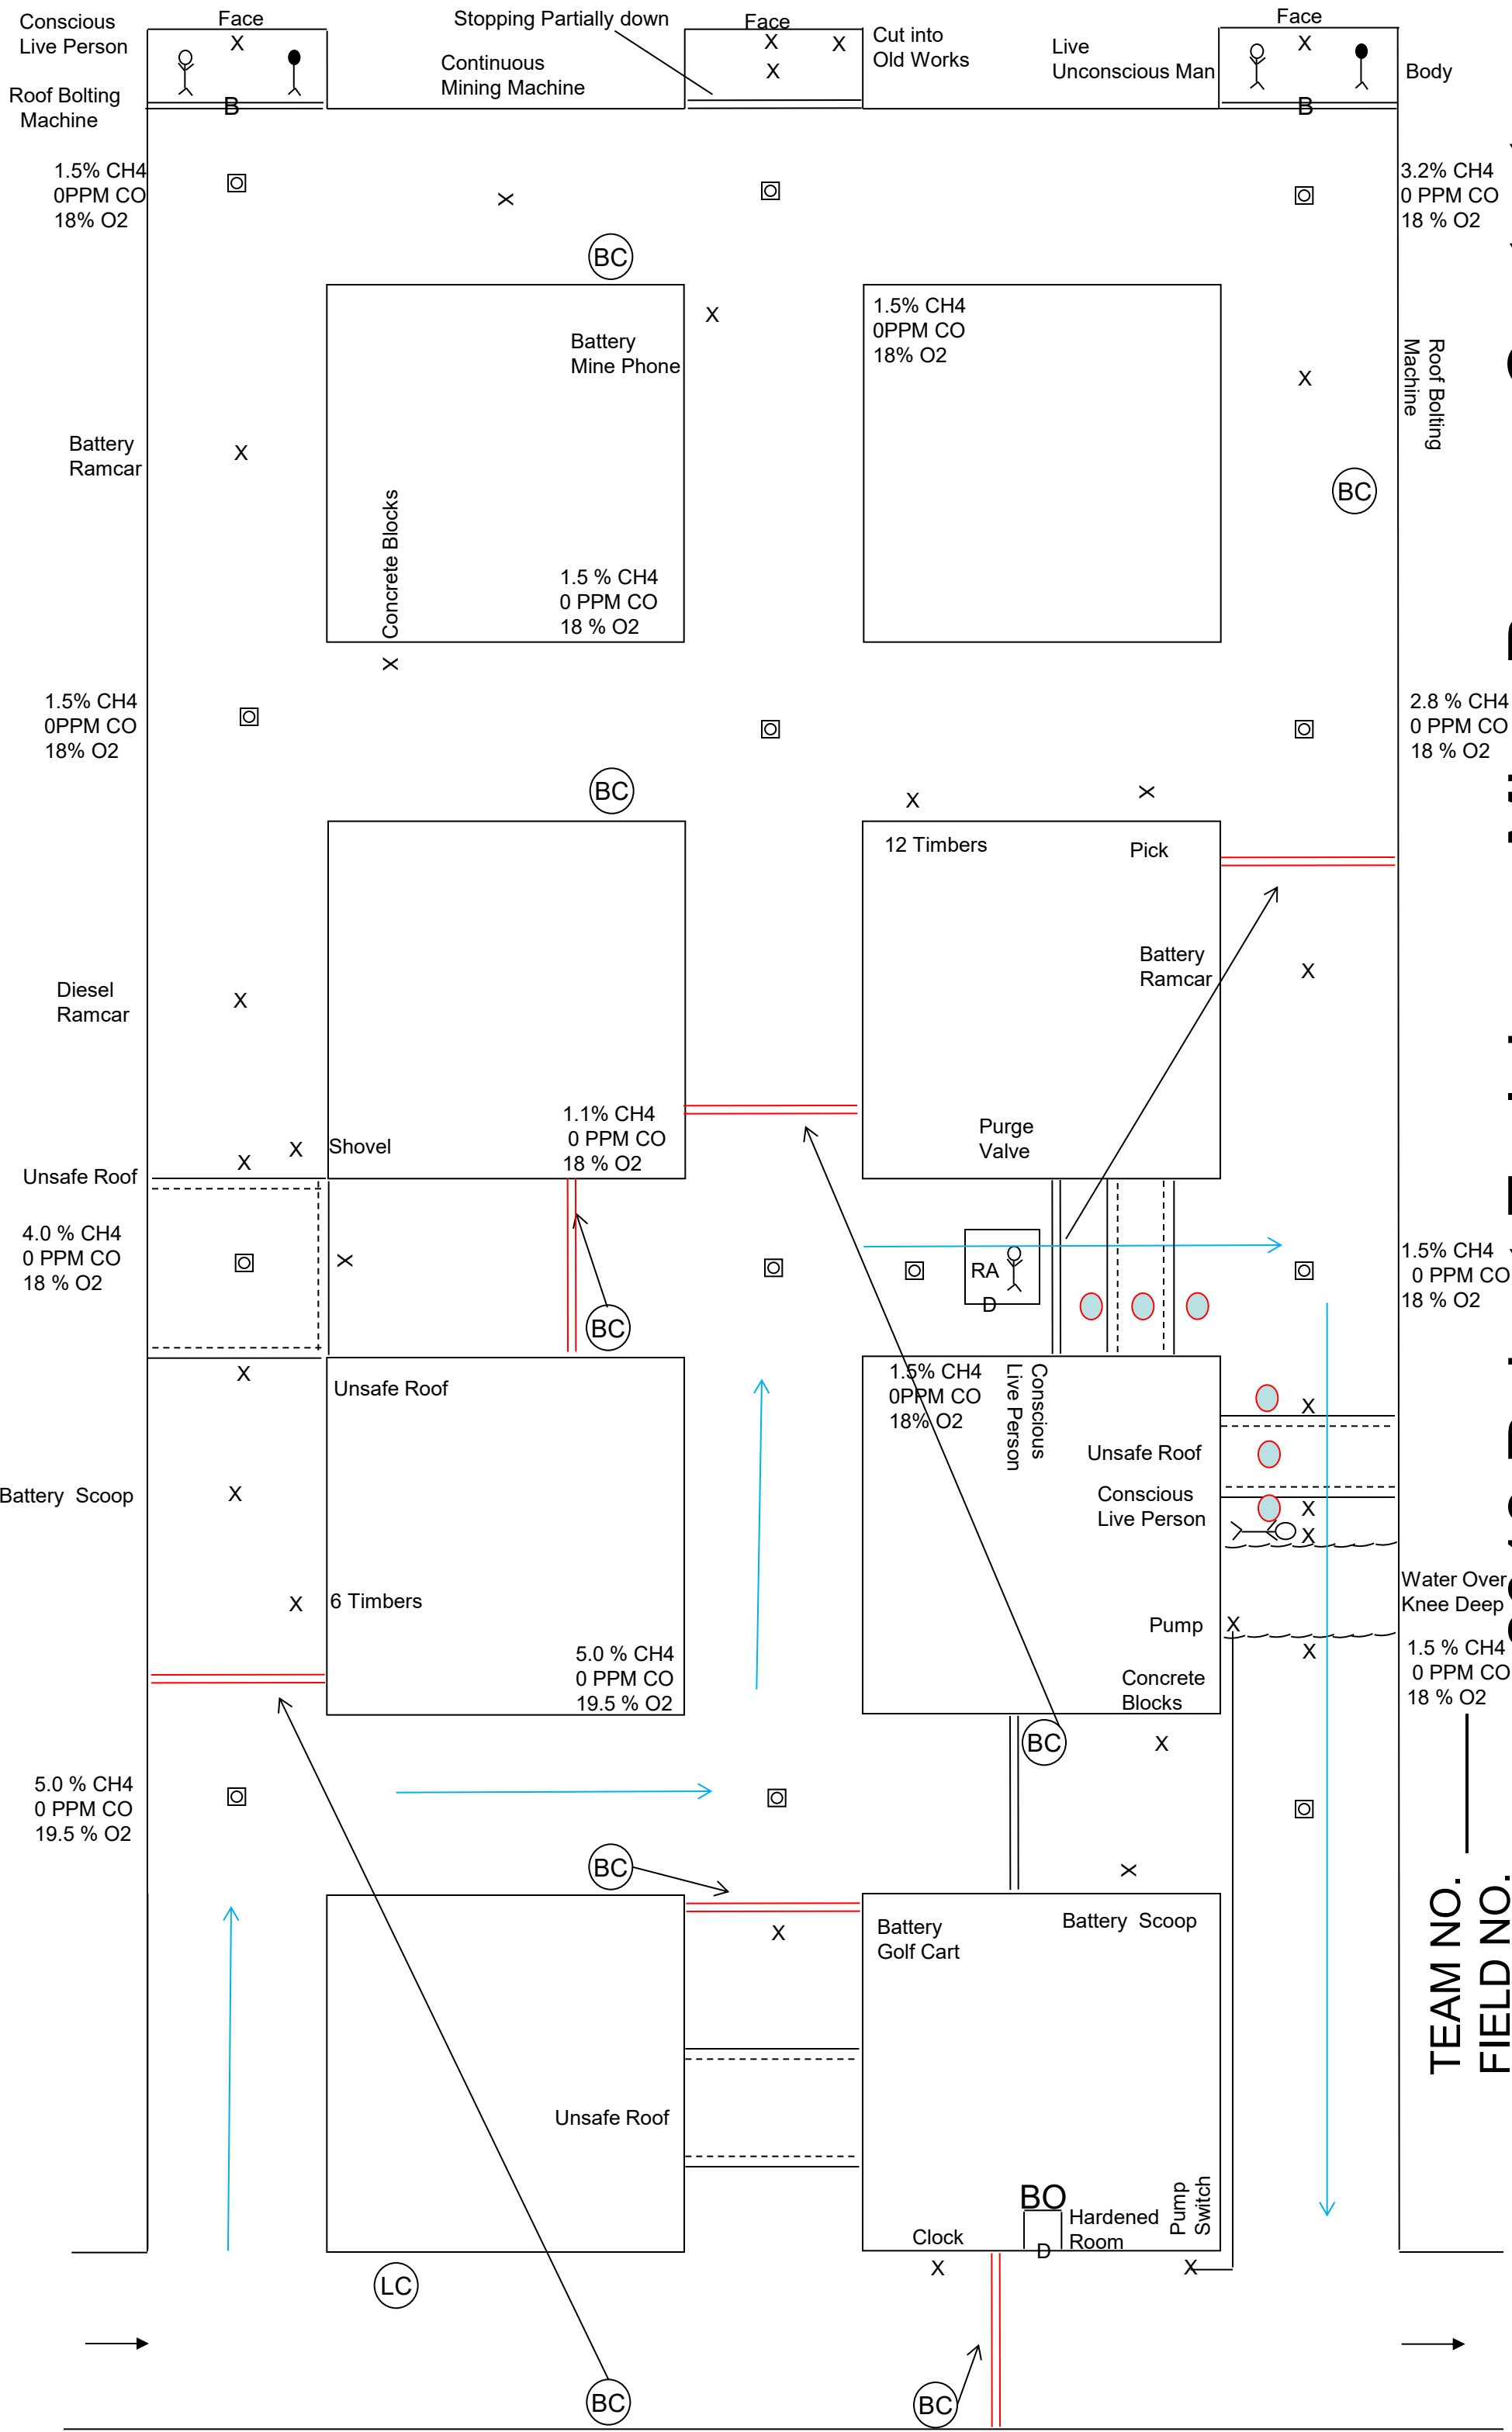 Conscious
Live Person
Face
Stopping Partially down
Face
Cut into
Old Works
Face
X
X
X
X
X
Continuous
Mining Machine
Live
Unconscious Man
Body
Roof Bolting
Machine
B
B
1.5% CH4
0PPM CO
18% O2
X
3.2% CH4
0 PPM CO
18 % O2
BC
X
1.5% CH4
0PPM CO
18% O2
Battery
Mine Phone
X
Roof Bolting
Machine
Battery
Ramcar
X
BC
Concrete Blocks
X
1.5 % CH4
0 PPM CO
18 % O2
1.5% CH4
0PPM CO
18% O2
2.8 % CH4
0 PPM CO
18 % O2
BC
X
X
12 Timbers
Pick
Battery
Ramcar
X
Diesel
Ramcar
X
1.1% CH4
0 PPM CO
18 % O2
Purge
Valve
X
X
Shovel
Unsafe Roof
4.0 % CH4
0 PPM CO
18 % O2
X
RA
D
1.5% CH4
0 PPM CO
18 % O2
BC
X
Unsafe Roof
1.5% CH4
0PPM CO
18% O2
Conscious
Live Person
X
Unsafe Roof
Battery Scoop
X
Conscious
Live Person
X
X
Water Over
Knee Deep
X
6 Timbers
Pump
X
X
5.0 % CH4
0 PPM CO
19.5 % O2
Concrete
Blocks
1.5 % CH4
0 PPM CO
18 % O2
BC
X
5.0 % CH4
0 PPM CO
19.5 % O2
BC
X
X
Battery
Golf Cart
Battery Scoop
TEAM NO.
FIELD NO.
Unsafe Roof
BO
Hardened
Room
D
Pump
Switch
Clock
X
X
LC
BC
BC